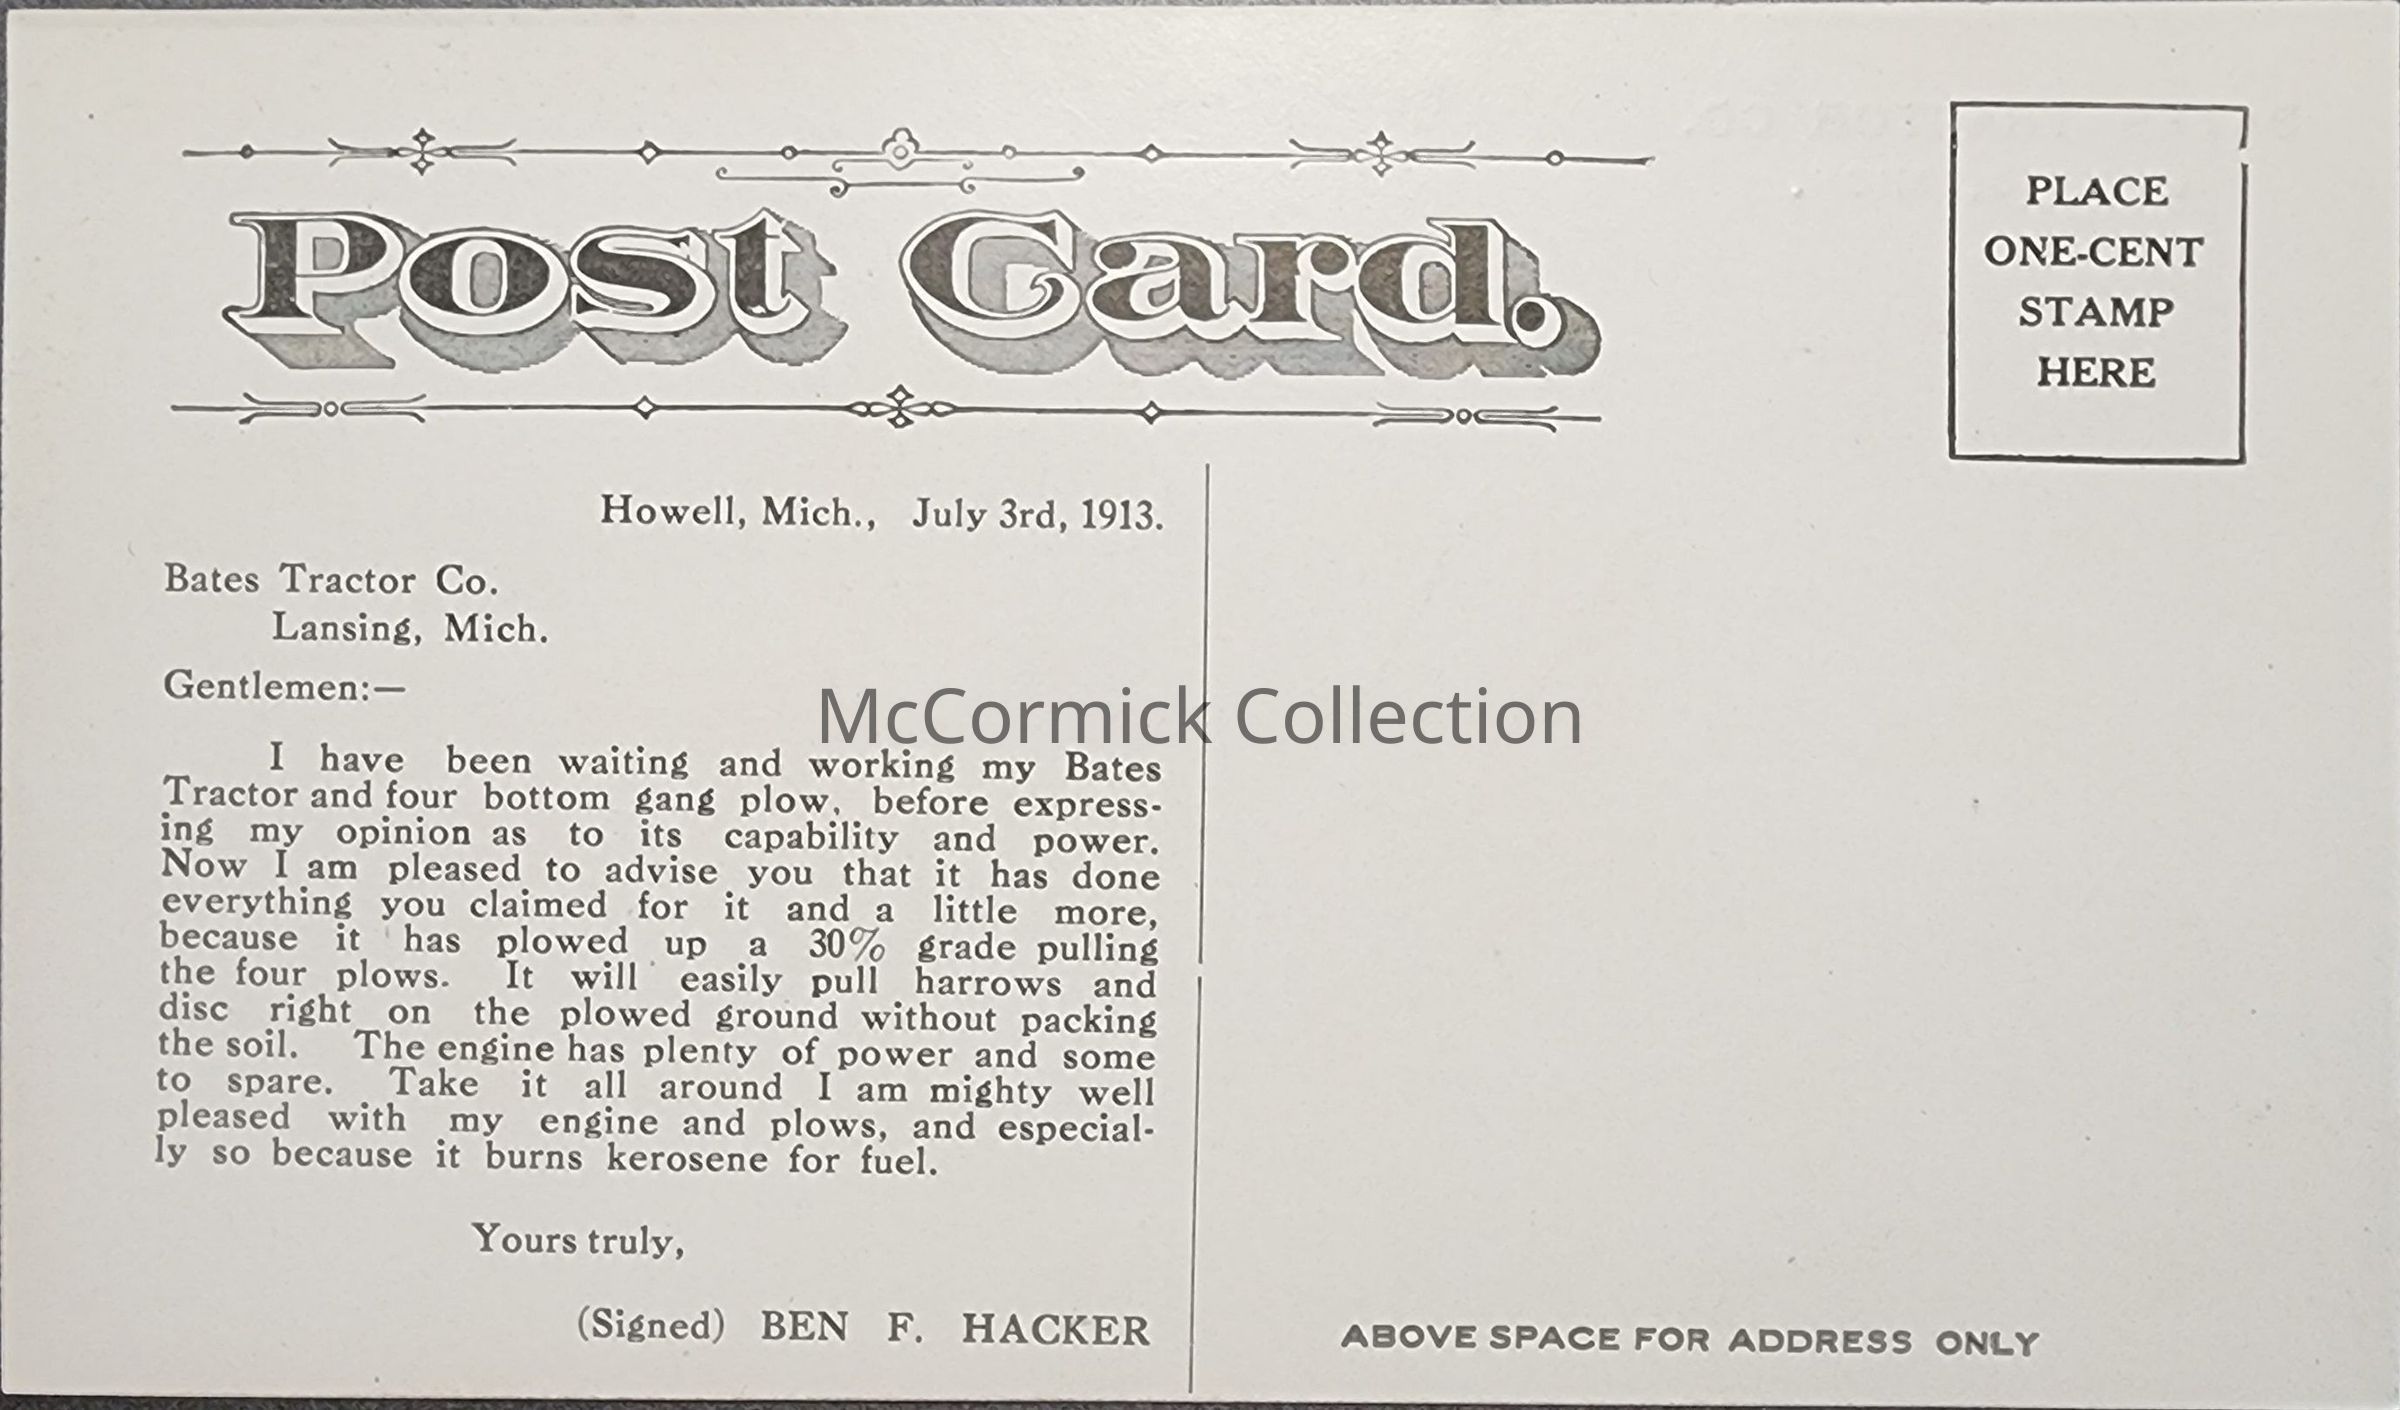 Post Card.
PLACE
ONE-CENT
STAMP
HERE
Howell, Mich., July 3rd, 1913.
Bates Tractor Co.
Lansing, Mich.
Gentlemen:—
I have been waiting and working my Bates
Tractor and four bottom gang plow, before express-
ing my opinion as to its capability and power.
Now I am pleased to advise you that it has done
everything you claimed for it and a little more,
because it has plowed up a 30% grade pulling
the four plows. It will easily pull harrows and
disc right on the plowed ground without packing
the soil. The engine has plenty of power and some
to spare. Take it all around I am mighty well
pleased with my engine and plows, and especial-
ly so because it burns kerosene for fuel.
Yours truly,
(Signed) BEN F. HACKER
ABOVE SPACE FOR ADDRESS ONLY
McCormick Collection